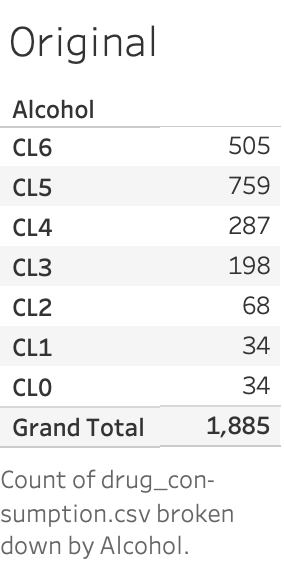 Original
Alcohol
CL6 505
CL5 759
CL4 287
CL3 198
CL2 68
CL1 34
CL0 34
Grand Total 1,885
Count of drug_con-
sumption.csv broken
down by Alcohol.